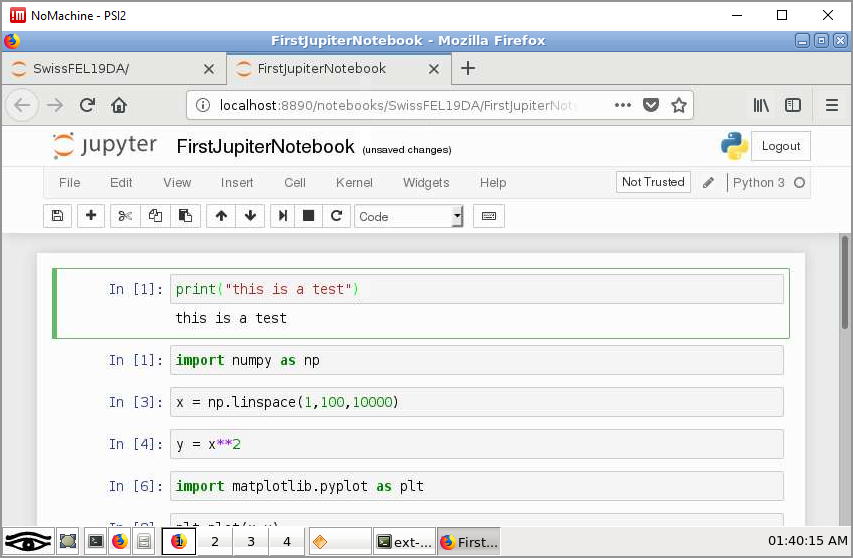 NoMachine - PSI2
FirstJupiterNotebook - Mozilla Firefox
SwissFEL19DA/
FirstJupiterNotebook
localhost:8890/notebooks/SwissFEL19DA/FirstJupiterNote
jupyter FirstJupiterNotebook (unsaved changes) Logout
File Edit View Insert Cell Kernel Widgets Help Not Trusted Python 3
Code
In [1]: print("this is a test")
this is a test
In [1]: import numpy as np
In [3]: x = np.linspace(1,100,10000)
In [4]: y = x**2
In [6]: import matplotlib.pyplot as plt
1 2 3 4 ext-... First... 01:40:15 AM